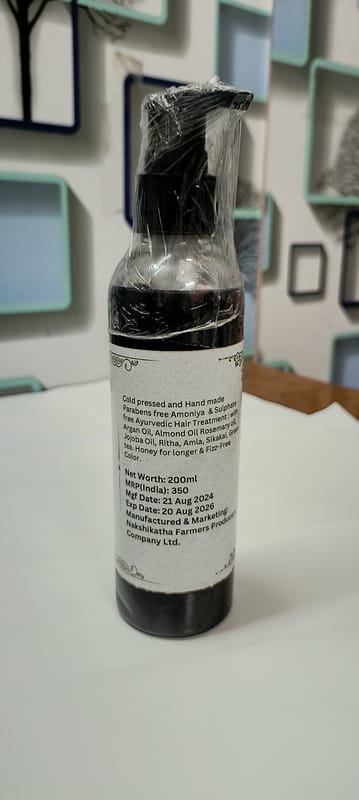 Cold pressed and Hand made
Parabens free Amoniya & Sulphate
free Ayurvedic Hair Treatment : with
Argan Oil, Almond Oil Rosemary oil,
Jojoba Oil, Ritha, Amla, Sikakai, Green
tea. Honey for longer & Fizz-Free
Color.
Net Worth: 200ml
MRP(India): 350
Mgf Date: 21 Aug 2024
Exp Date: 20 Aug 2026
Manufactured & Marketing:
Nakshikatha Farmers Producer
Company Ltd.